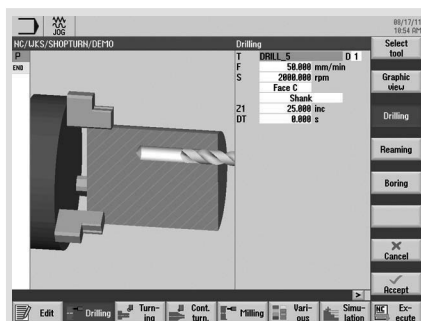 JOG
08/17/11
10:54 AM
NC/WKS/SHOPTURN/DEMO
Drilling
Select tool
P
END
T DRILL_5 D 1
F 50.000 mm/min
S 2000.000 rpm
Face C
Shank
Z1 25.000 inc
DT 0.000 s
Graphic view
Drilling
Reaming
Boring
Cancel
Accept
>
Edit
Drilling
Turn-ing
Cont. turn.
Milling
Vari-ous
Simu-lation
NC Ex-ecute